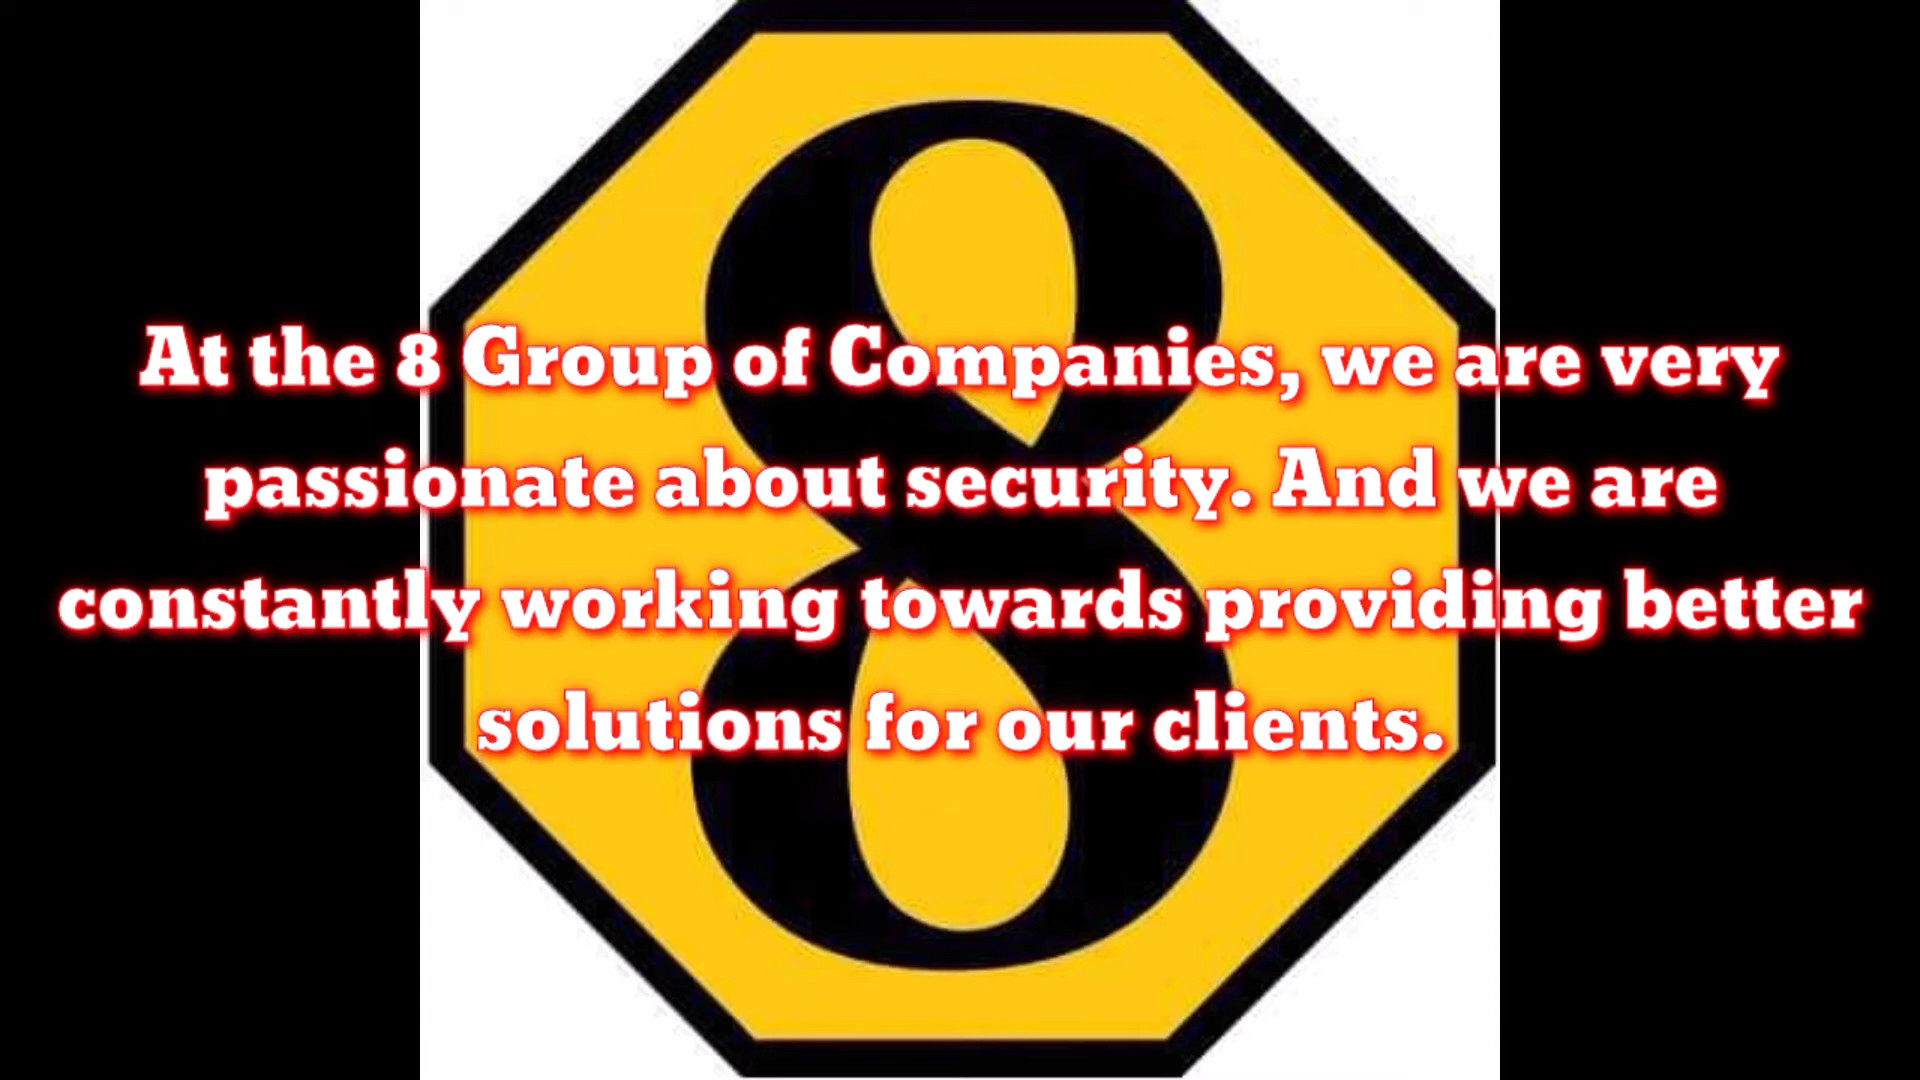 8
At the 8 Group of Companies, we are very
passionate about security. And we are
constantly working towards providing better
solutions for our clients.